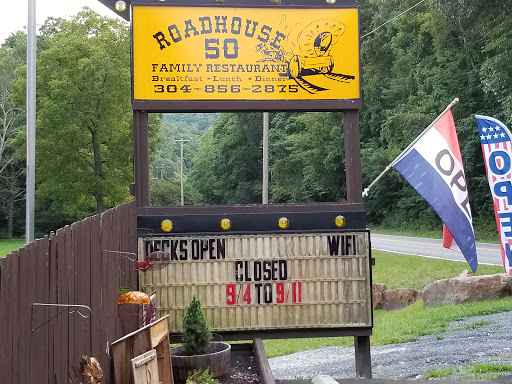 ROADHOUSE
50
FAMILY RESTAURANT
Breakfast - Lunch - Dinner
304-856-2875
DECKS OPEN WIFI
CLOSED
9/4 TO 9/11
OPE
OPEN